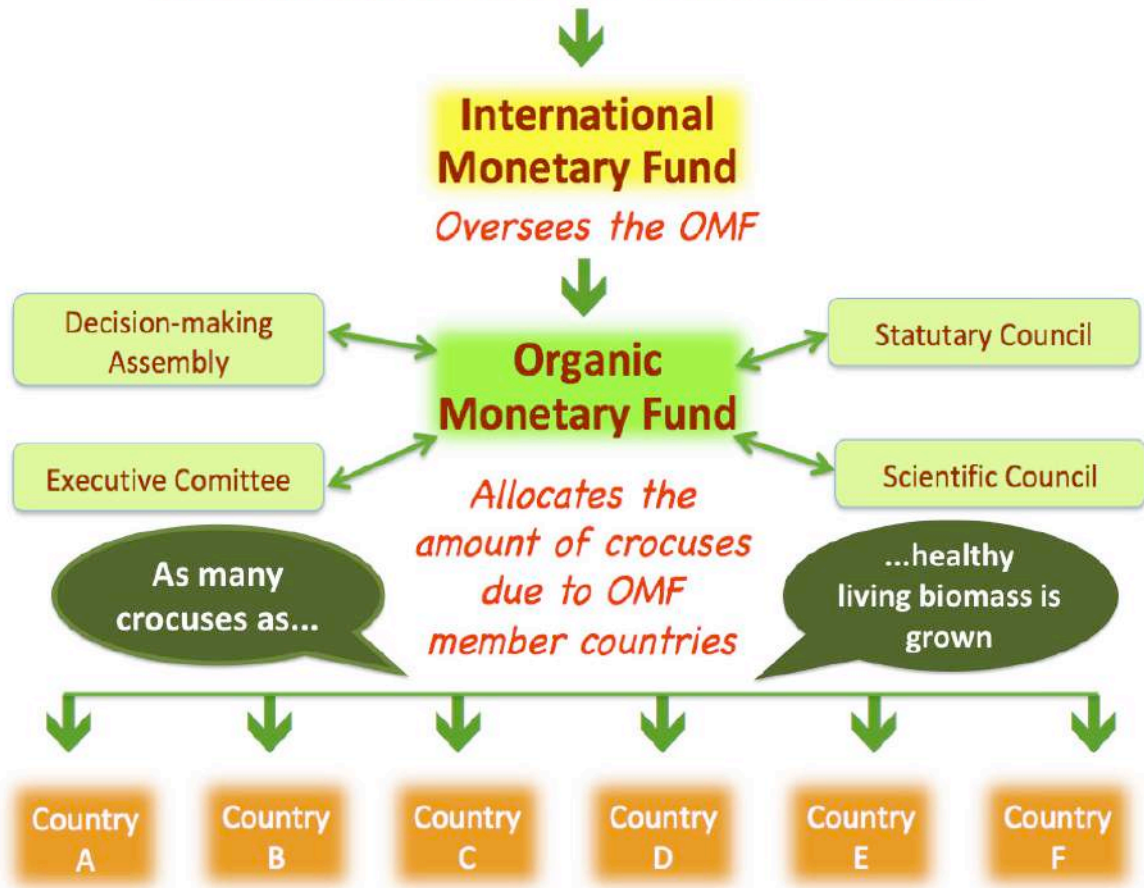 International
Monetary Fund
Oversees the OMF
Decision-making
Assembly
Statutary Council
Organic
Monetary Fund
Executive Comittee
Scientific Council
Allocates the
amount of crocuses
due to OMF
member countries
As many
crocuses as...
...healthy
living biomass is
grown
Country
A
Country
B
Country
C
Country
D
Country
E
Country
F